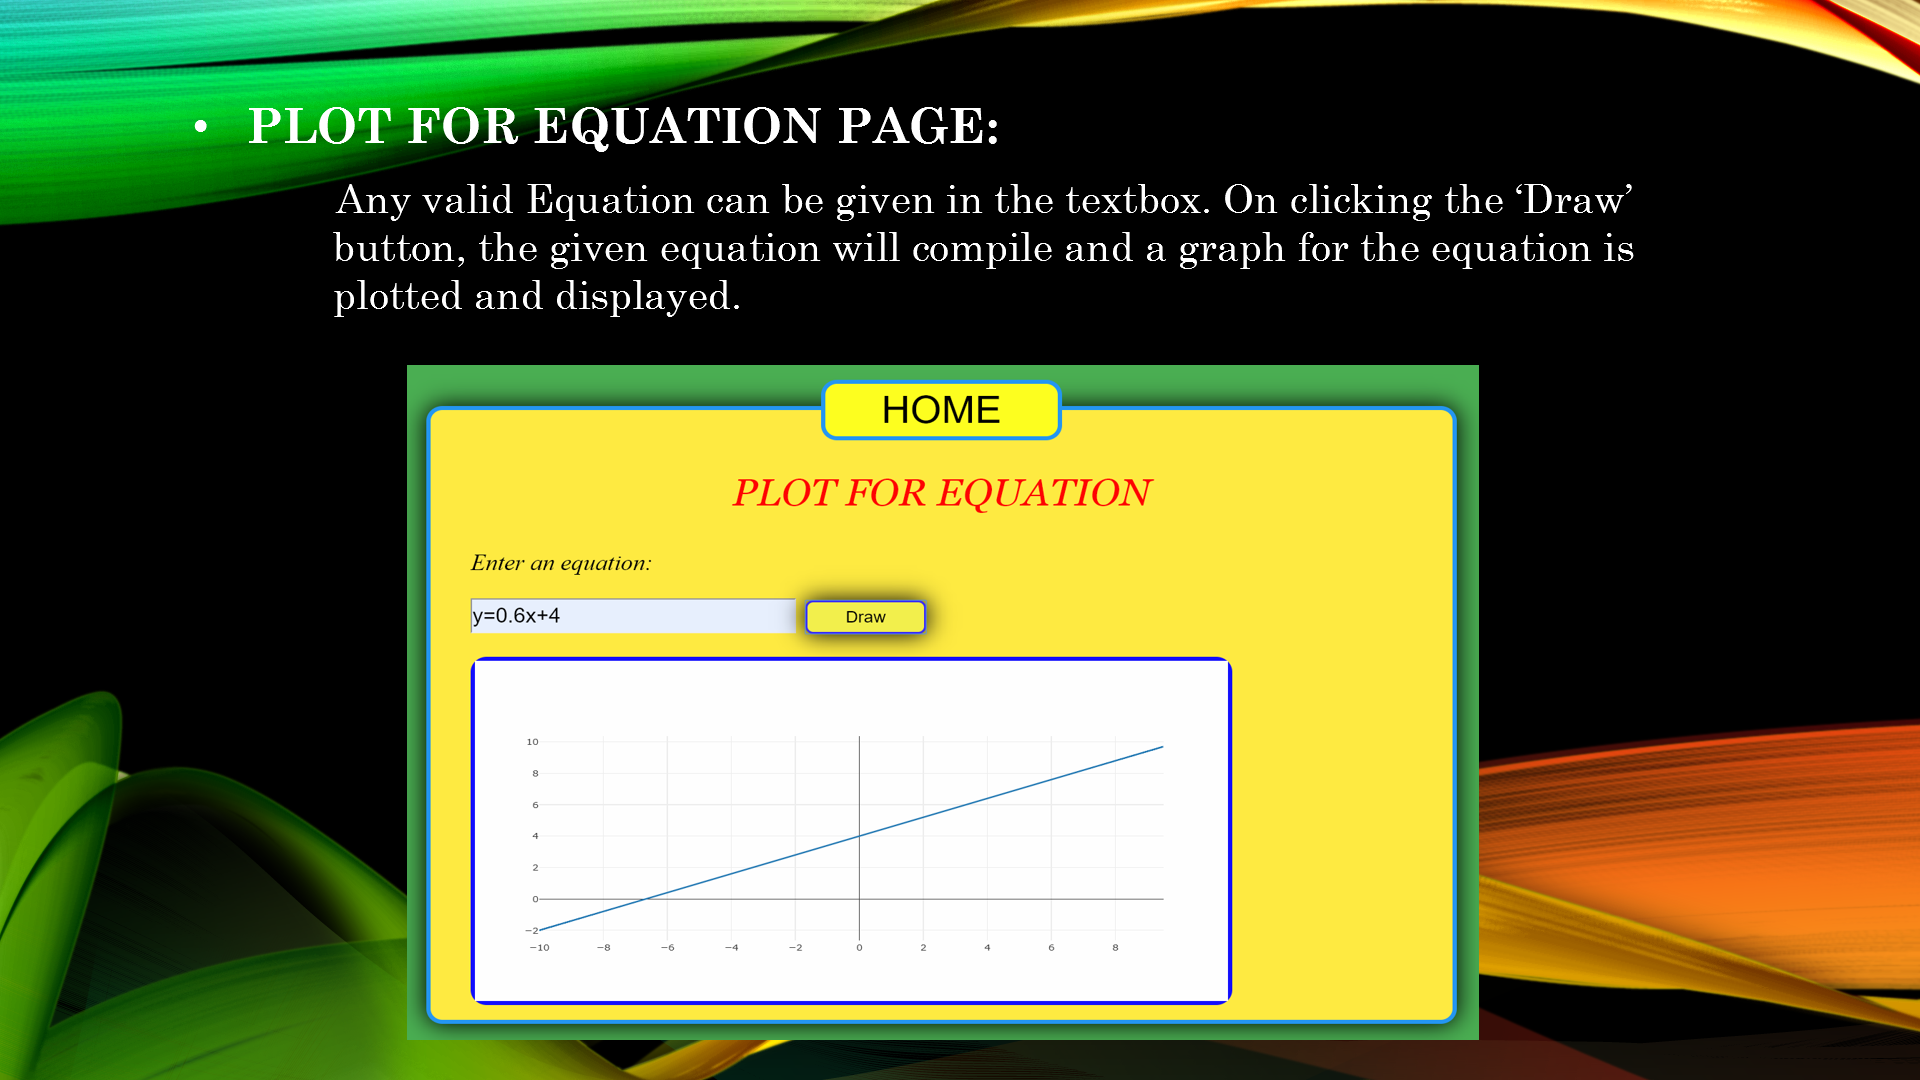 • PLOT FOR EQUATION PAGE:
Any valid Equation can be given in the textbox. On clicking the ‘Draw’
button, the given equation will compile and a graph for the equation is
plotted and displayed.
HOME
PLOT FOR EQUATION
Enter an equation:
y=0.6x+4 Draw
10
8
6
4
2
0
−2
−10 −8 −6 −4 −2 0 2 4 6 8